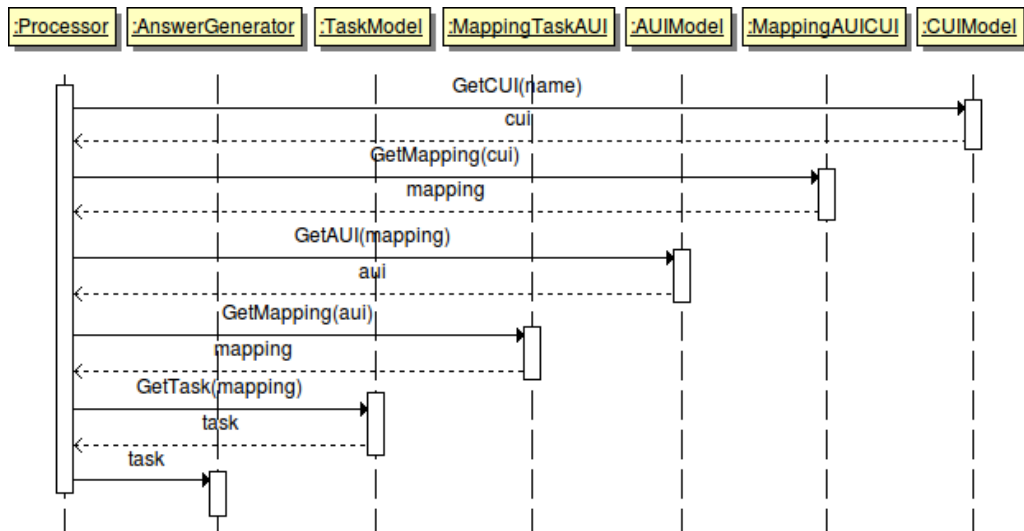 :Processor :AnswerGenerator :TaskModel :MappingTaskAUI :AUIModel :MappingAUICUI :CUIModel
GetCUI(name)
cui
GetMapping(cui)
mapping
GetAUI(mapping)
aui
GetMapping(aui)
mapping
GetTask(mapping)
task
task